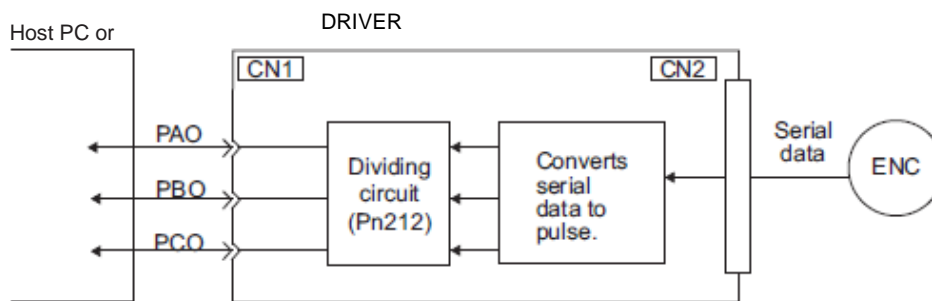 DRIVER
Host PC or
CN1
CN2
PAO
PBO
PCO
Dividing
circuit
(Pn212)
Converts
serial
data to
pulse.
Serial
data
ENC